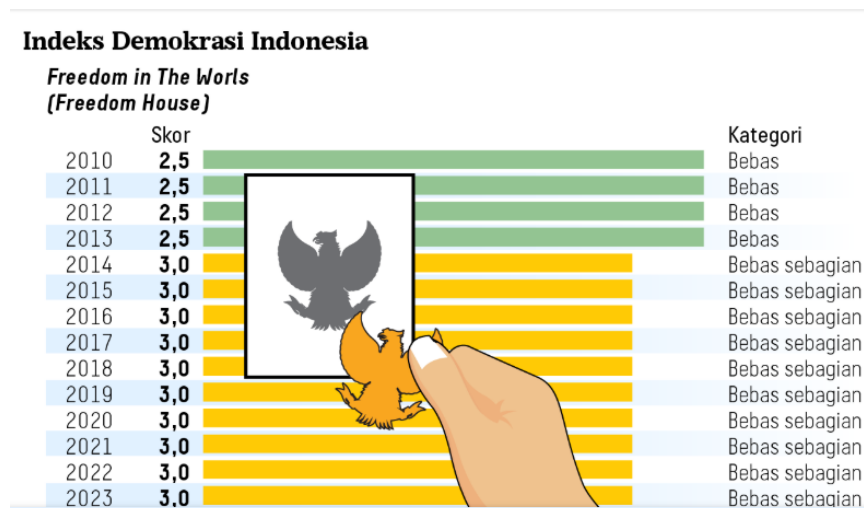 Indeks Demokrasi Indonesia
Freedom in The Worls
(Freedom House)
Skor Kategori
2010 2,5 Bebas
2011 2,5 Bebas
2012 2,5 Bebas
2013 2,5 Bebas
2014 3,0 Bebas sebagian
2015 3,0 Bebas sebagian
2016 3,0 Bebas sebagian
2017 3,0 Bebas sebagian
2018 3,0 Bebas sebagian
2019 3,0 Bebas sebagian
2020 3,0 Bebas sebagian
2021 3,0 Bebas sebagian
2022 3,0 Bebas sebagian
2023 3,0 Bebas sebagian